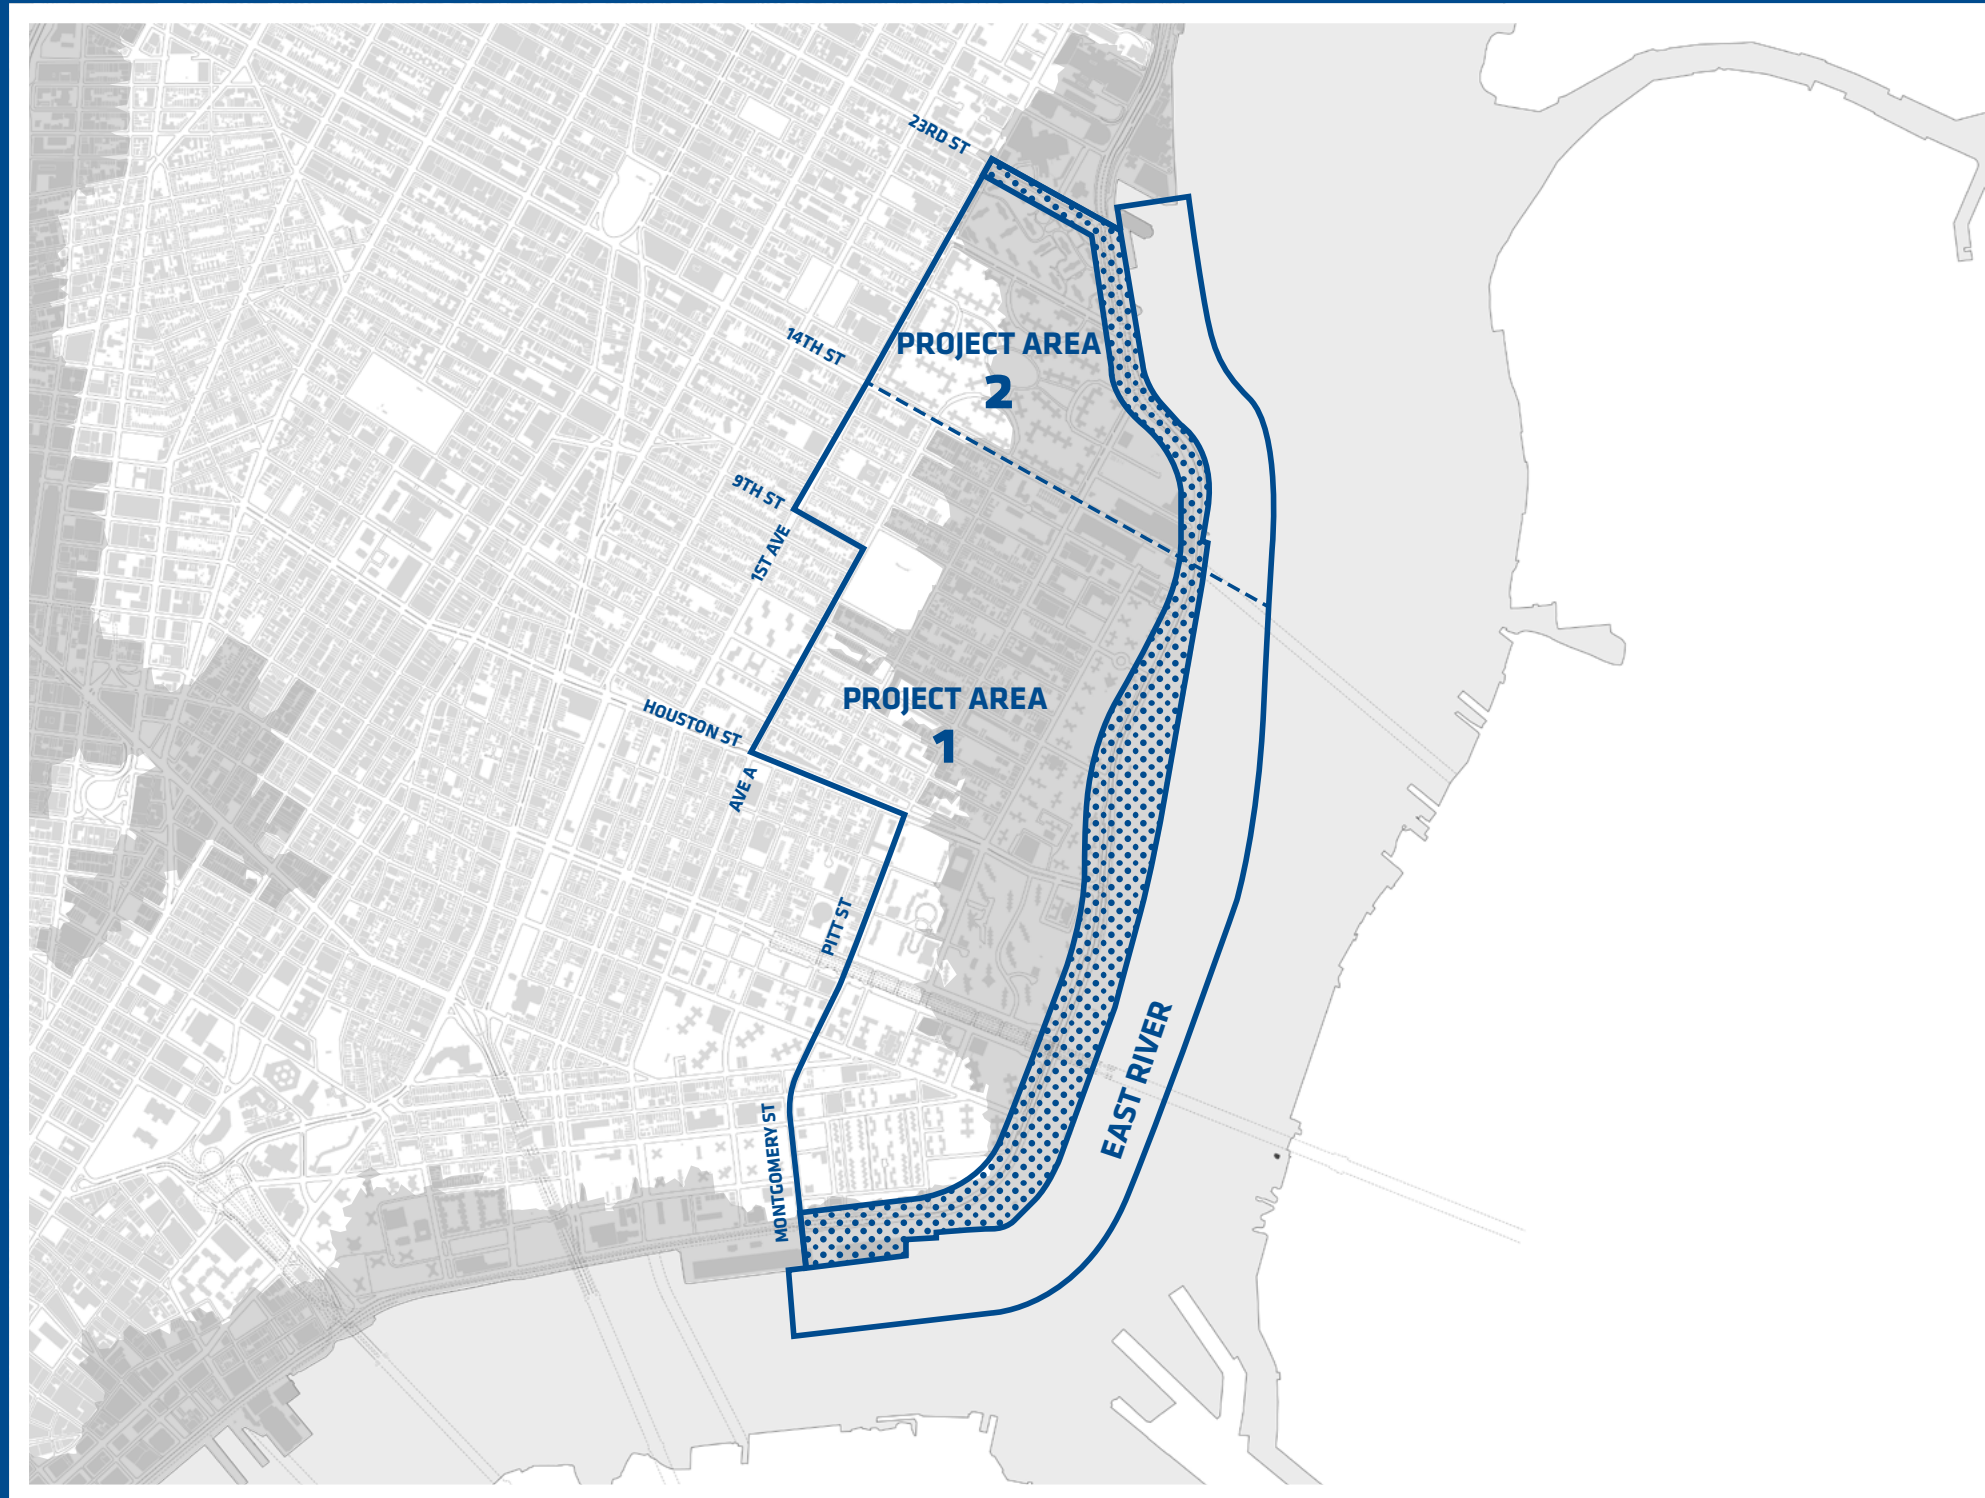 23RD ST
14TH ST
PROJECT AREA
2
9TH ST
1ST AVE
PROJECT AREA
1
HOUSTON ST
AVE A
PITT ST
EAST RIVER
MONTGOMERY ST